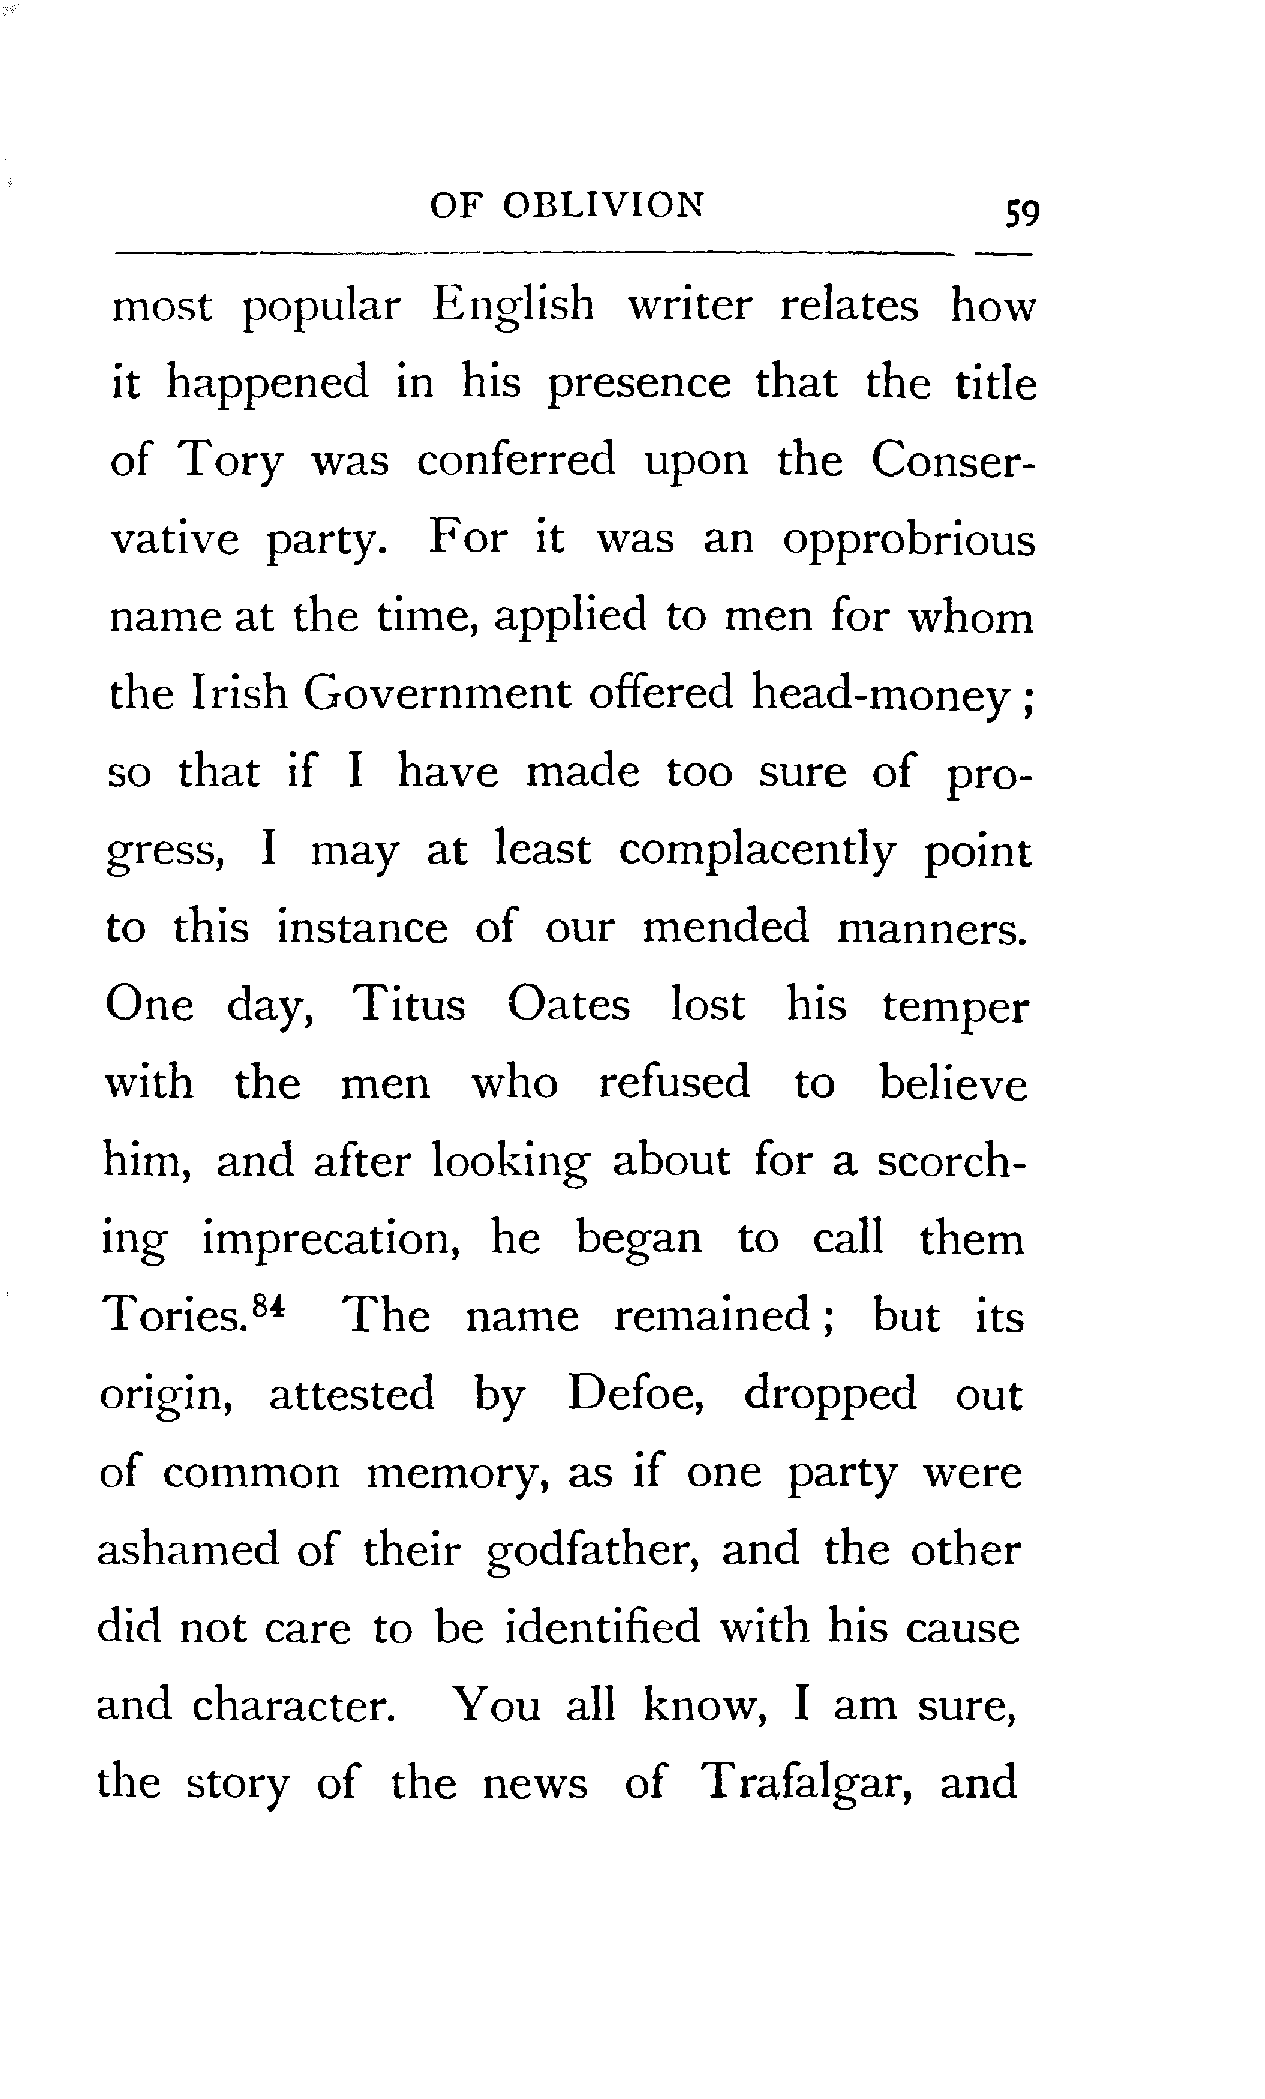 OF OBLIVION 59
most popular English writer relates how
it happened in his presence that the title
of Tory was conferred upon the Conser-
vative party. For it was an opprobrious
name at the time, applied to men for whom
the Irish Government offered head-money ;
so that if I have made too sure of pro-
gress, I may at least complacently point
to this instance of our mended manners.
One day, Titus Oates lost his temper
with the men who refused to believe
him, and after looking about for a scorch-
ing imprecation, he began to call them
Tories.⁸⁴ The name remained ; but its
origin, attested by Defoe, dropped out
of common memory, as if one party were
ashamed of their godfather, and the other
did not care to be identified with his cause
and character. You all know, I am sure,
the story of the news of Trafalgar, and